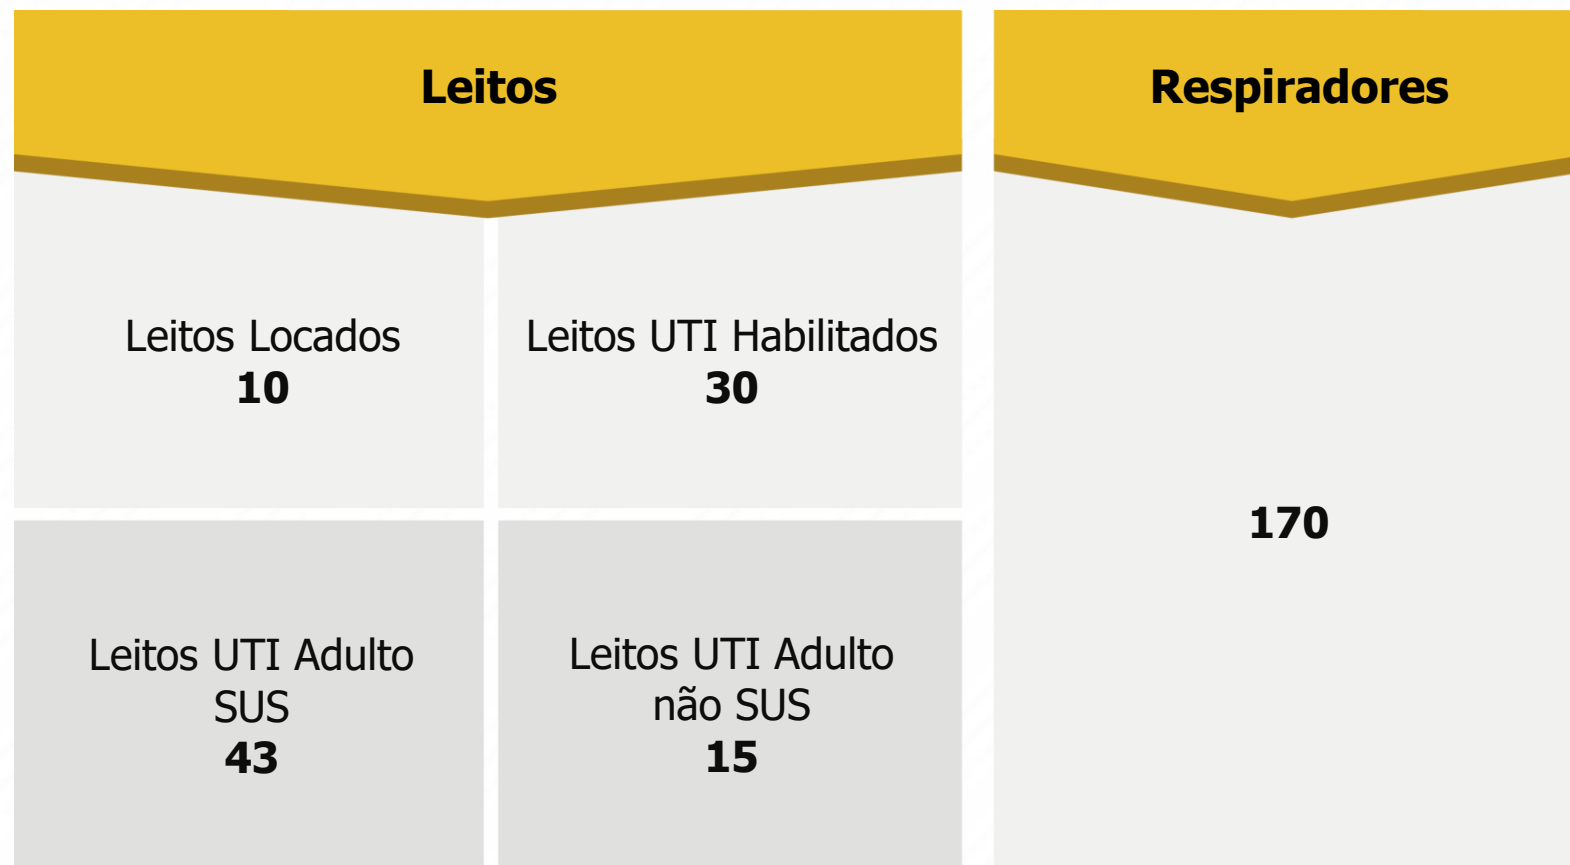 Leitos
Respiradores
Leitos Locados
10
Leitos UTI Habilitados
30
Leitos UTI Adulto
SUS
43
Leitos UTI Adulto
não SUS
15
170